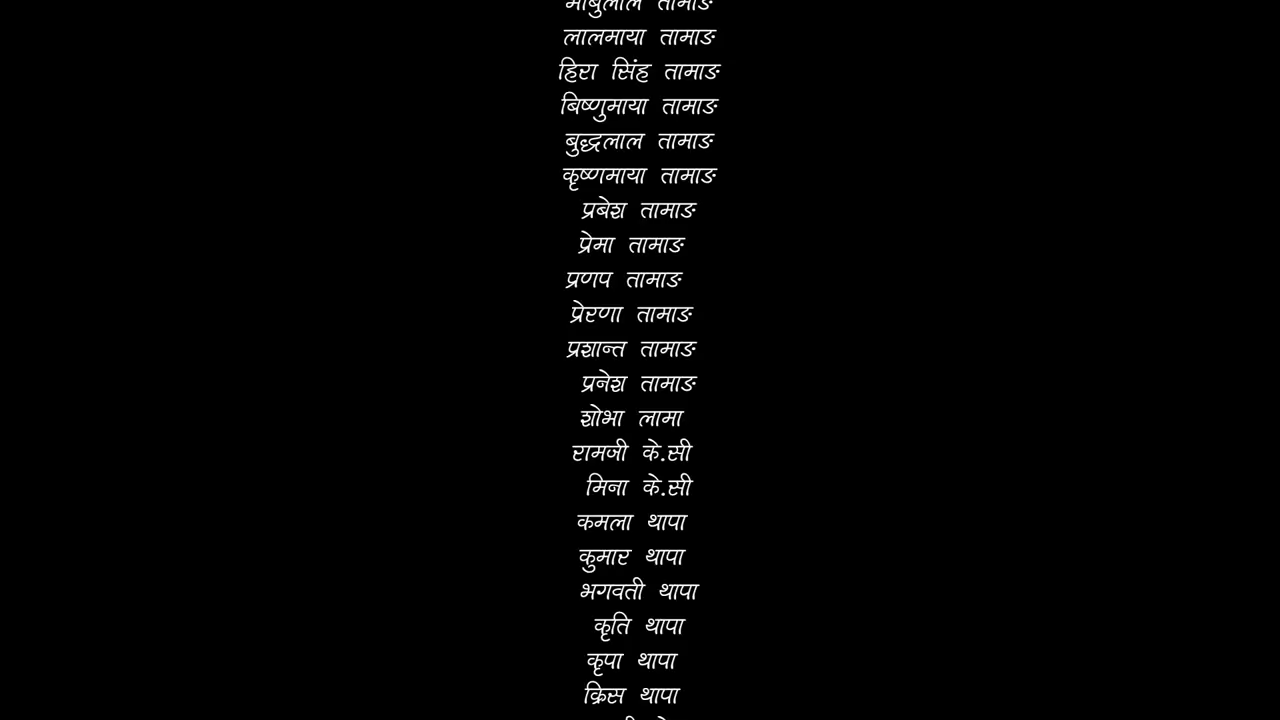 माबुलाल तामाङ
लालमाया तामाङ
हिरा सिंह तामाङ
बिष्णुमाया तामाङ
बुद्धलाल तामाङ
कृष्णमाया तामाङ
प्रबेश तामाङ
प्रेमा तामाङ
प्रणप तामाङ
प्रेरणा तामाङ
प्रशान्त तामाङ
प्रनेश तामाङ
शोभा लामा
रामजी के.सी
मिना के.सी
कमला थापा
कुमार थापा
भगवती थापा
कृति थापा
कृपा थापा
क्रिस थापा